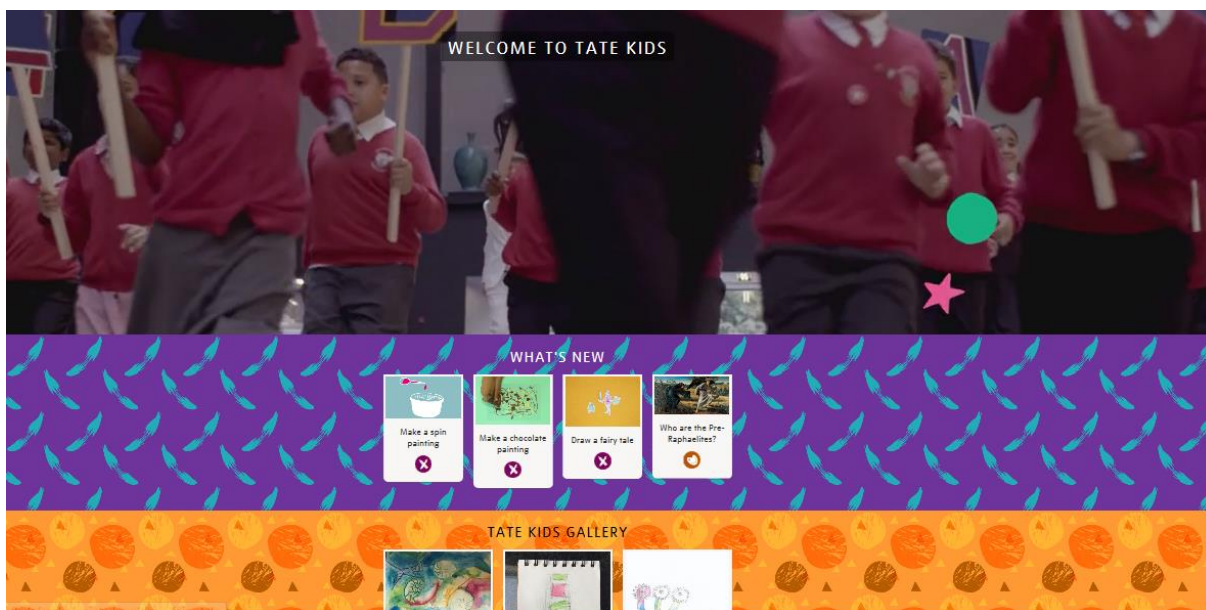 WELCOME TO TATE KIDS
WHAT'S NEW
Make a spin
painting
Make a chocolate
painting
Draw a fairy tale
Who are the Pre-
Raphaelites?
TATE KIDS GALLERY